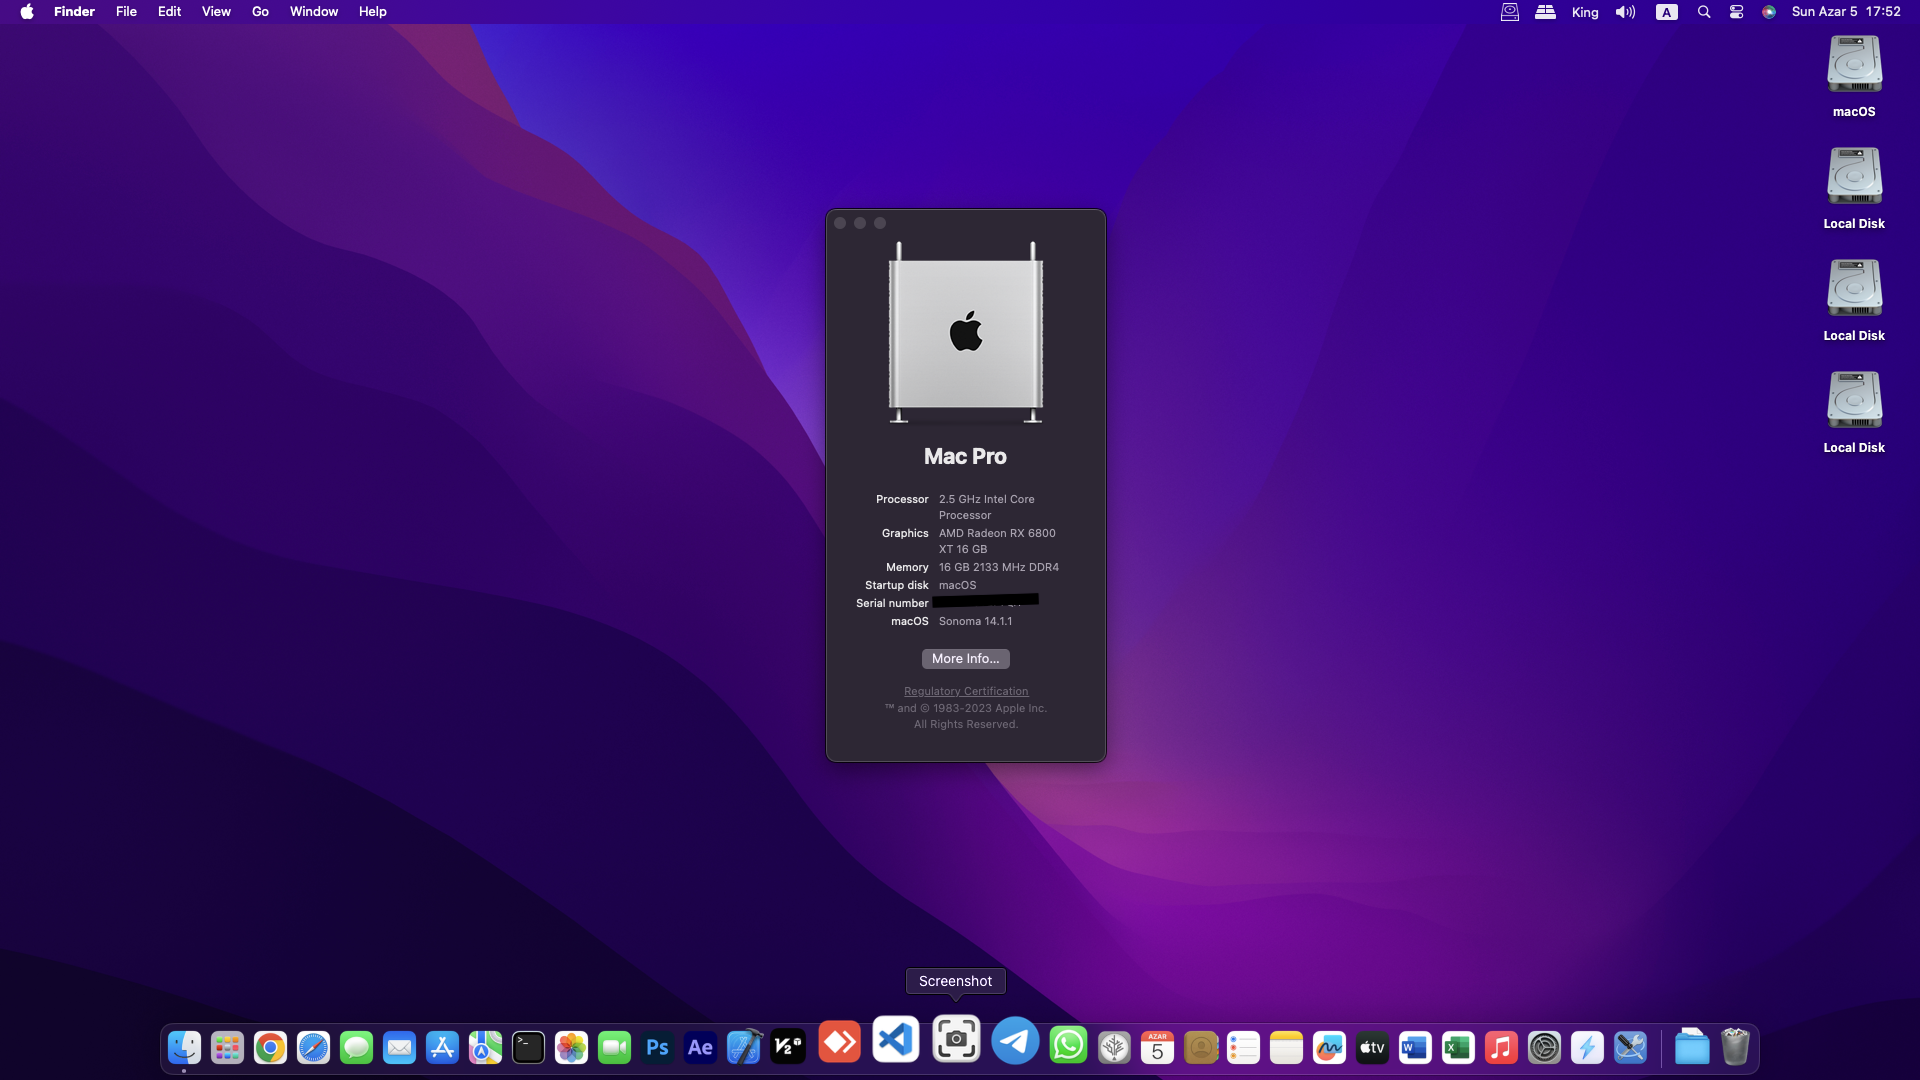 Finder File Edit View Go Window Help
King A Sun Azar 5 17:52
macOS
Local Disk
Local Disk
Local Disk
Mac Pro
Processor 2.5 GHz Intel Core
Processor
Graphics AMD Radeon RX 6800
XT 16 GB
Memory 16 GB 2133 MHz DDR4
Startup disk macOS
Serial number
macOS Sonoma 14.1.1
More Info...
Regulatory Certification
™ and © 1983-2023 Apple Inc.
All Rights Reserved.
Screenshot
>_ Ps Ae V2 AZAR tv W X
5